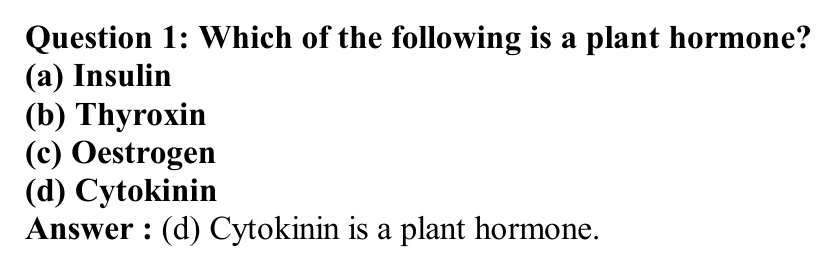 Question 1: Which of the following is a plant hormone?
(a) Insulin
(b) Thyroxin
(c) Oestrogen
(d) Cytokinin
Answer : (d) Cytokinin is a plant hormone.